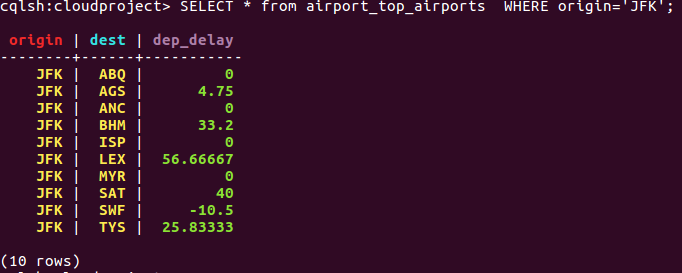 cqlsh:cloudproject> SELECT * from airport_top_airports  WHERE origin='JFK';
 origin | dest | dep_delay
--------+------+-----------
    JFK |  ABQ |         0
    JFK |  AGS |      4.75
    JFK |  ANC |         0
    JFK |  BHM |      33.2
    JFK |  ISP |         0
    JFK |  LEX |  56.66667
    JFK |  MYR |         0
    JFK |  SAT |        40
    JFK |  SWF |     -10.5
    JFK |  TYS |  25.83333
(10 rows)